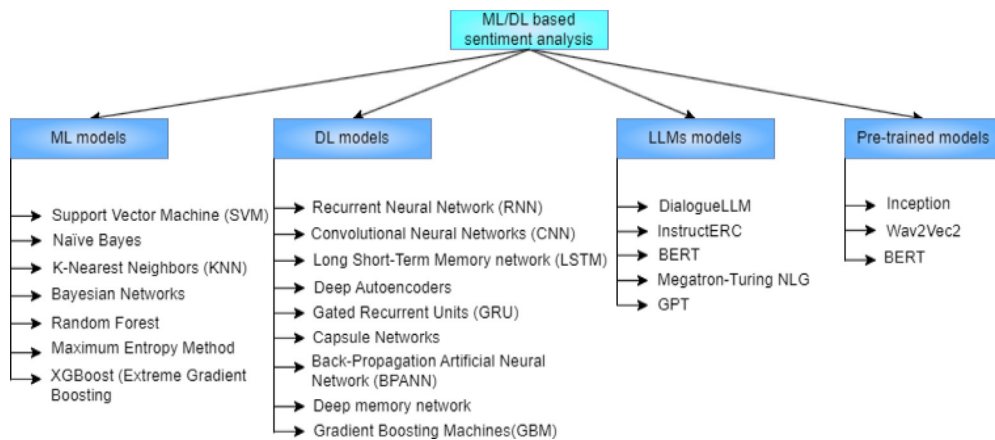 ML/DL based
sentiment analysis
ML models
DL models
LLMs models
Pre-trained models
Support Vector Machine (SVM)
Naïve Bayes
K-Nearest Neighbors (KNN)
Bayesian Networks
Random Forest
Maximum Entropy Method
XGBoost (Extreme Gradient
Boosting
Recurrent Neural Network (RNN)
Convolutional Neural Networks (CNN)
Long Short-Term Memory network (LSTM)
Deep Autoencoders
Gated Recurrent Units (GRU)
Capsule Networks
Back-Propagation Artificial Neural
Network (BPANN)
Deep memory network
Gradient Boosting Machines(GBM)
DialogueLLM
InstructERC
BERT
Megatron-Turing NLG
GPT
Inception
Wav2Vec2
BERT